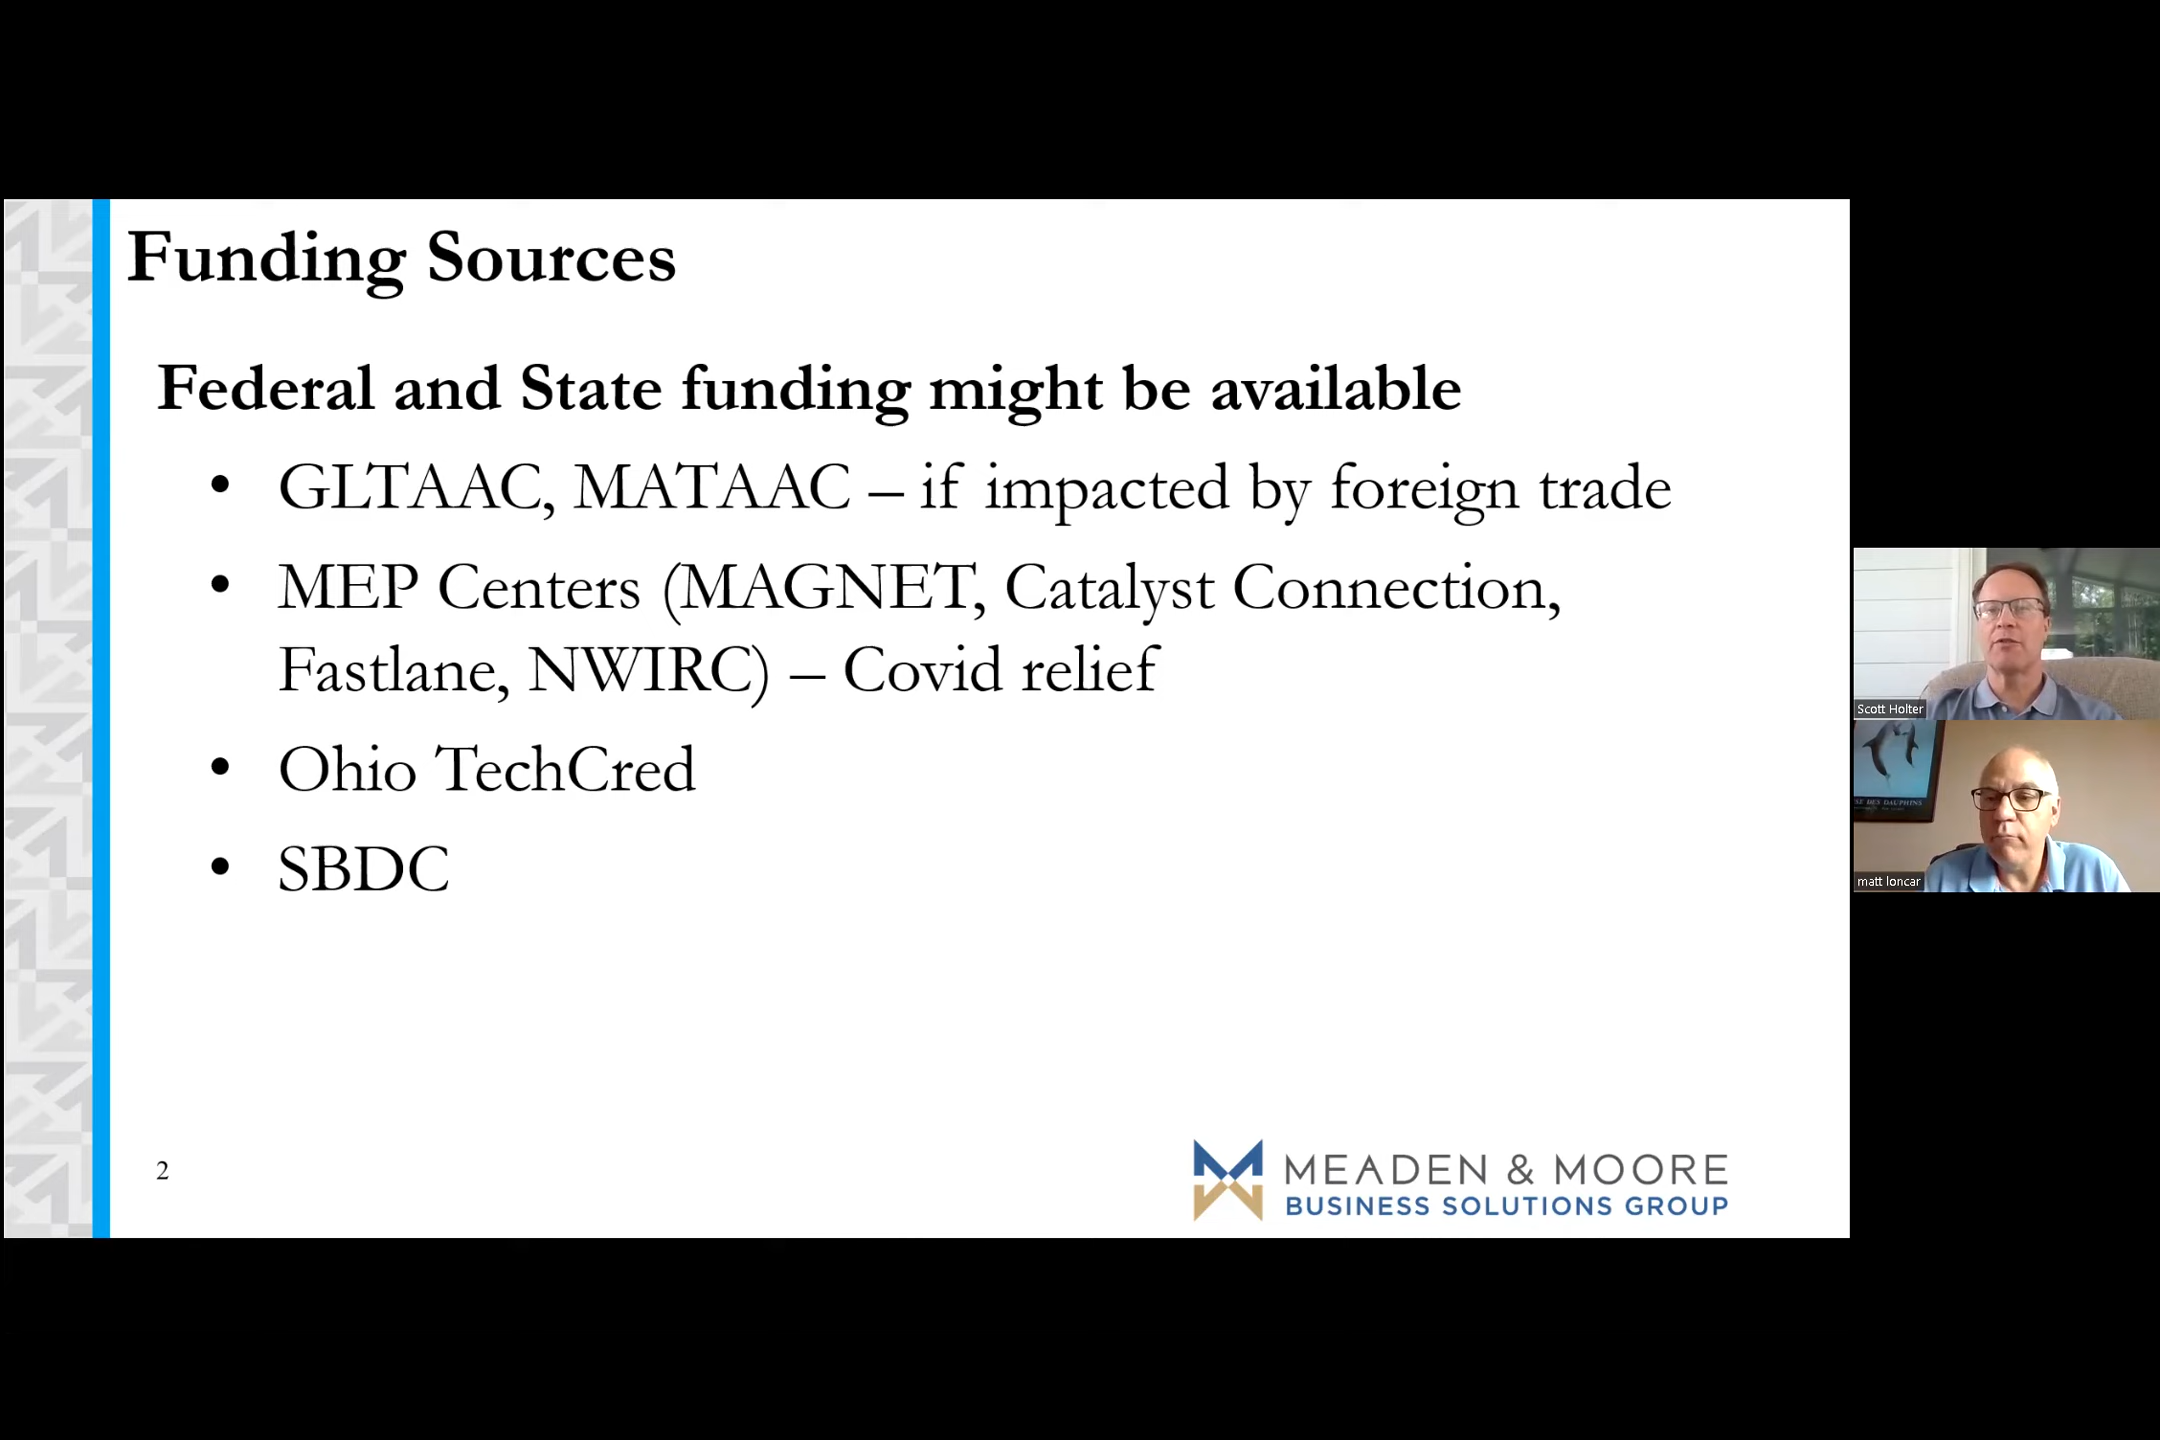 Funding Sources
Federal and State funding might be available
• GLTAAC, MATAAC – if impacted by foreign trade
• MEP Centers (MAGNET, Catalyst Connection,
Fastlane, NWIRC) – Covid relief
• Ohio TechCred
• SBDC
2
MEADEN & MOORE
BUSINESS SOLUTIONS GROUP
Scott Holter
DES DAUPHINS
matt loncar